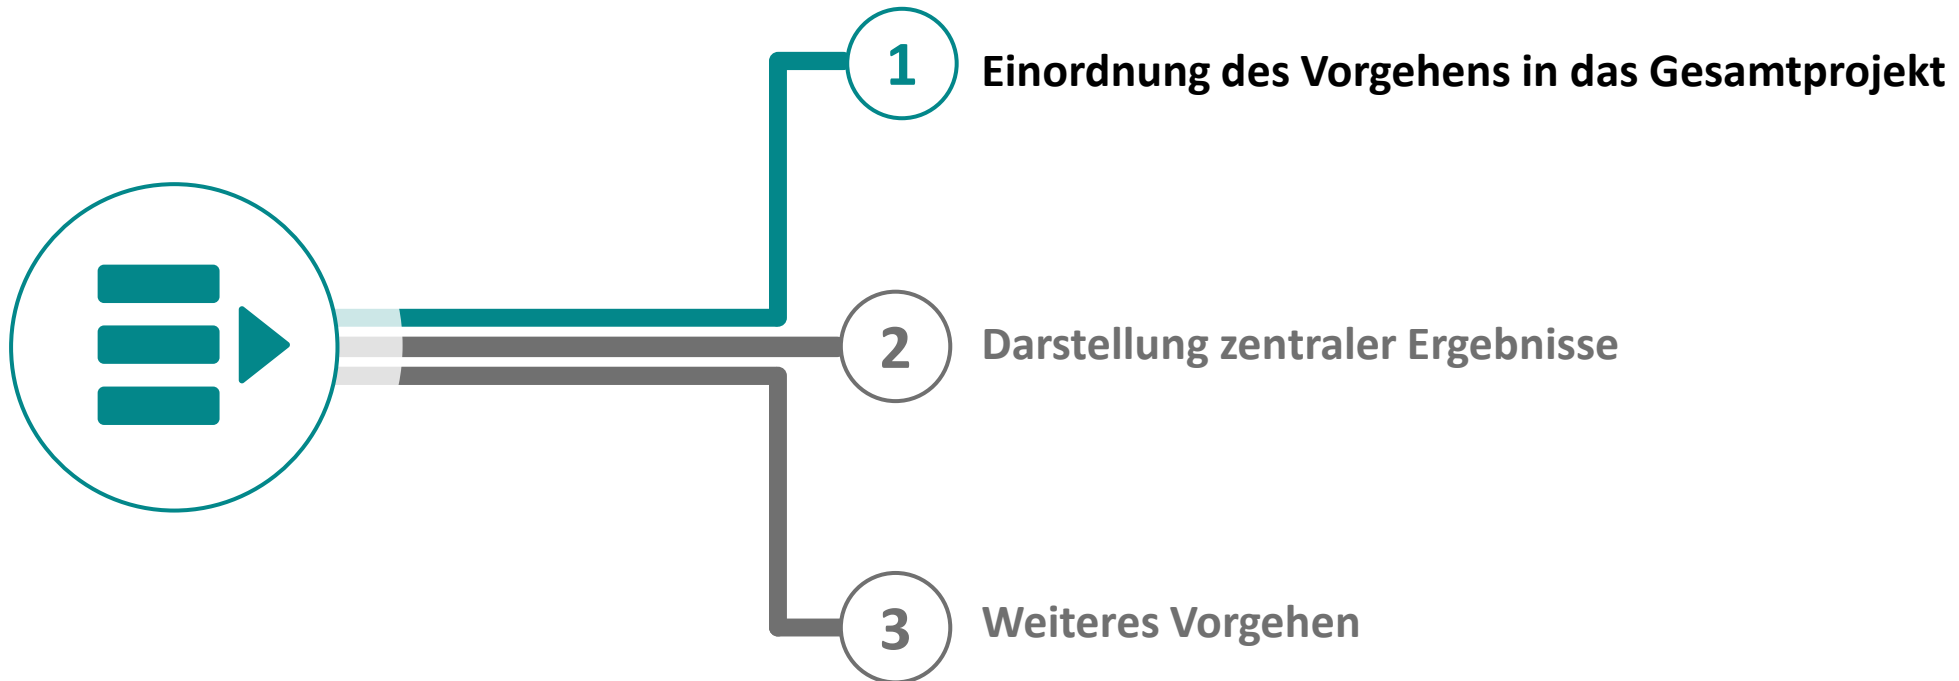 1 Einordnung des Vorgehens in das Gesamtprojekt
2 Darstellung zentraler Ergebnisse
3 Weiteres Vorgehen